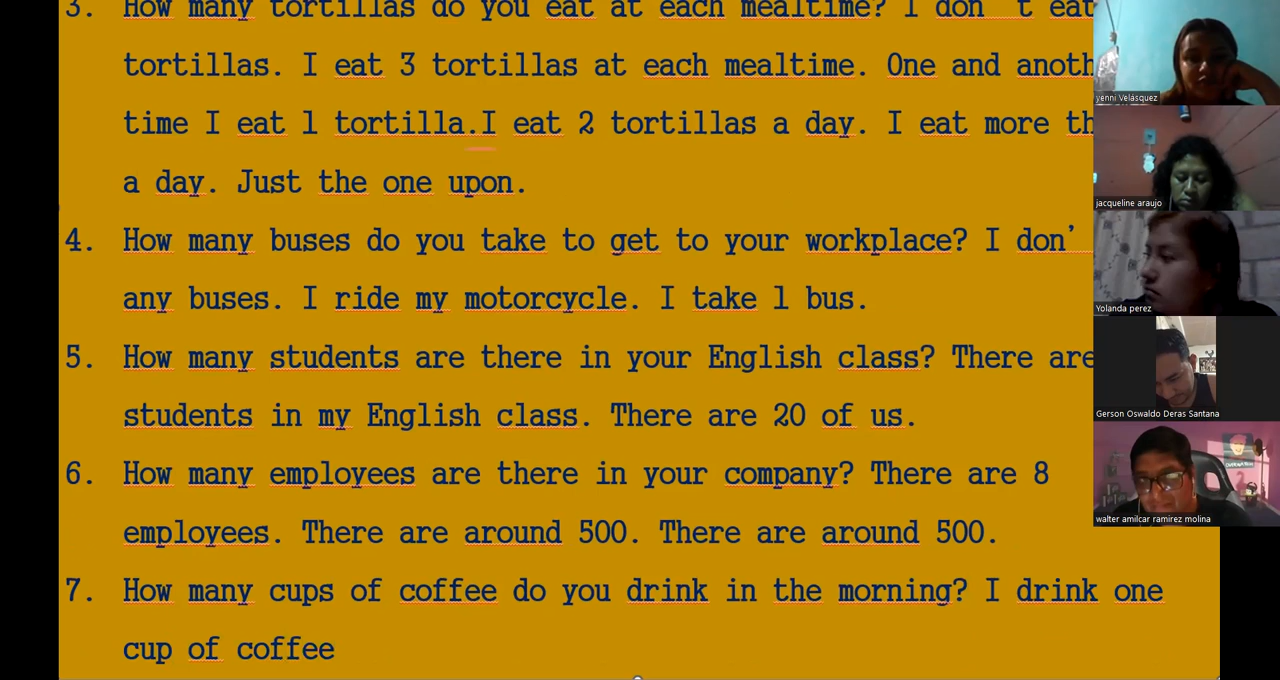 3. How many tortillas do you eat at each mealtime? I don t eat
tortillas. I eat 3 tortillas at each mealtime. One and anoth
time I eat 1 tortilla.I eat 2 tortillas a day. I eat more th
a day. Just the one upon.
4. How many buses do you take to get to your workplace? I don’
any buses. I ride my motorcycle. I take 1 bus.
5. How many students are there in your English class? There are
students in my English class. There are 20 of us.
6. How many employees are there in your company? There are 8
employees. There are around 500. There are around 500.
7. How many cups of coffee do you drink in the morning? I drink one
cup of coffee
yenni Velásquez
jacqueline araujo
Yolanda perez
Gerson Oswaldo Deras Santana
walter amilcar ramirez molina